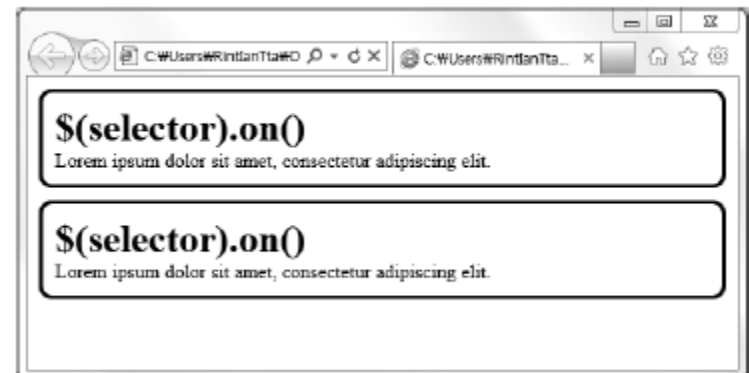 C:₩Users₩RintIanTta₩D
C:₩Users₩RintIanTta...
$(selector).on()
Lorem ipsum dolor sit amet, consectetur adipiscing elit.
$(selector).on()
Lorem ipsum dolor sit amet, consectetur adipiscing elit.